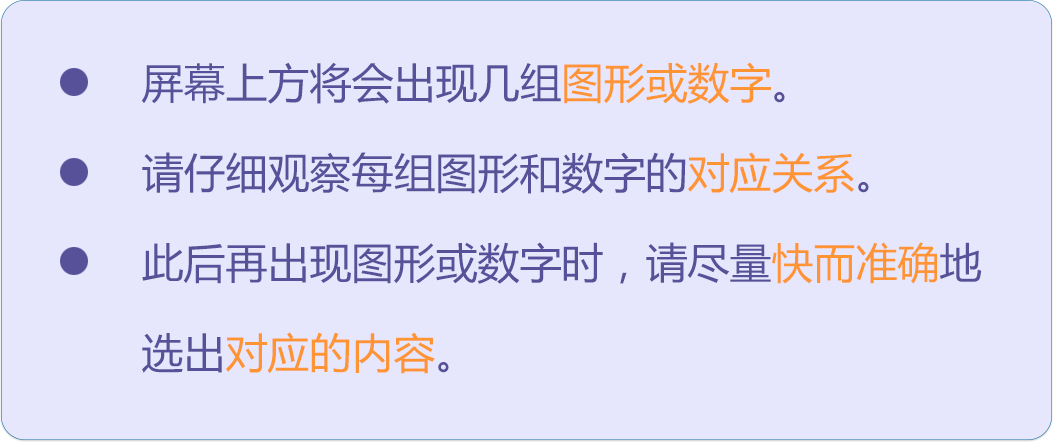 ● 屏幕上方将会出现几组图形或数字。
● 请仔细观察每组图形和数字的对应关系。
● 此后再出现图形或数字时，请尽量快而准确地
选出对应的内容。